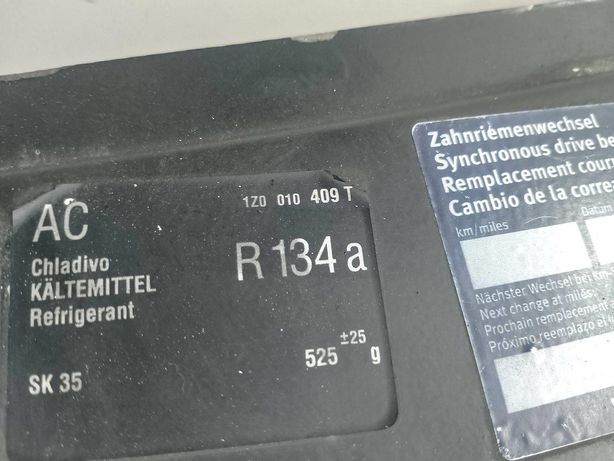 AC
1Z0 010 409 T
Chladivo
KÄLTEMITTEL
Refrigerant
R 134 a
525 ±25 g
SK 35
Zahnriemenwechsel
Synchronous drive be
Remplacement cour
Cambio de la corre
km/miles
Datum
Nächster Wechsel bei
Next change at miles
Prochain remplacement
Próximo reemplazo el